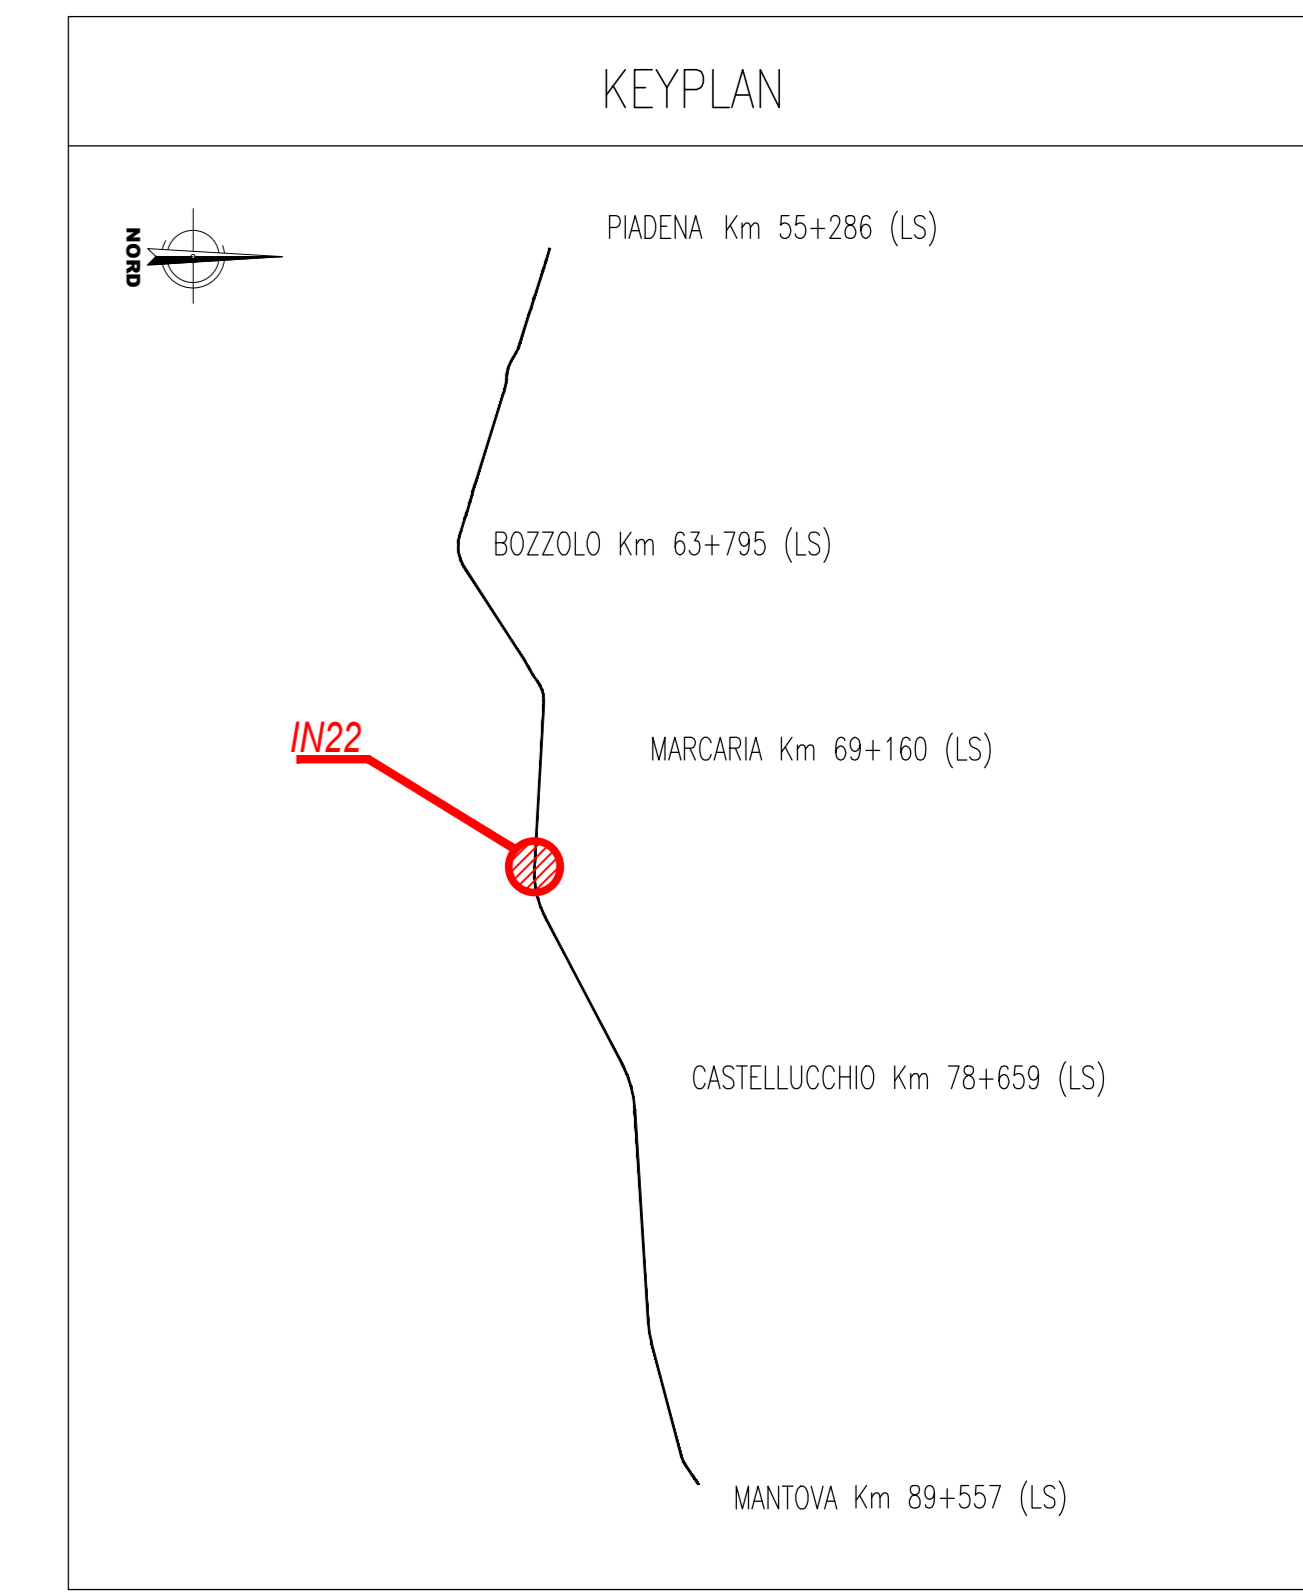 KEYPLAN
NORD
PIADENA Km 55+286 (LS)
BOZZOLO Km 63+795 (LS)
IN22
MARCARIA Km 69+160 (LS)
CASTELLUCCHIO Km 78+659 (LS)
MANTOVA Km 89+557 (LS)